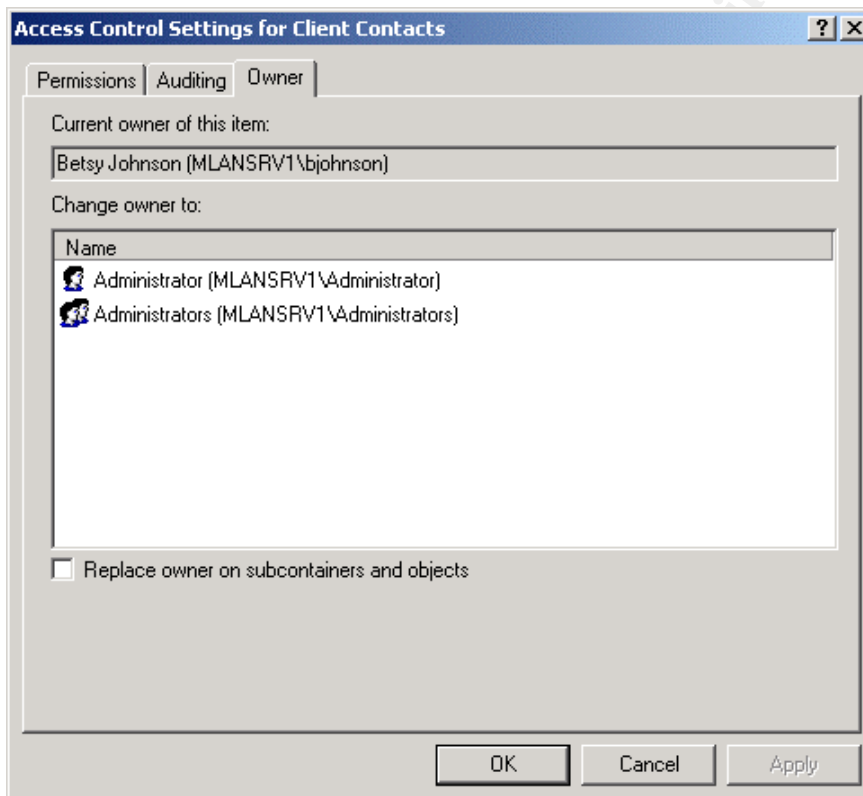 Access Control Settings for Client Contacts
Permissions Auditing Owner
Current owner of this item:
Betsy Johnson (MLANSRV1\bjohnson)
Change owner to:
Name
Administrator (MLANSRV1\Administrator)
Administrators (MLANSRV1\Administrators)
Replace owner on subcontainers and objects
OK Cancel Apply